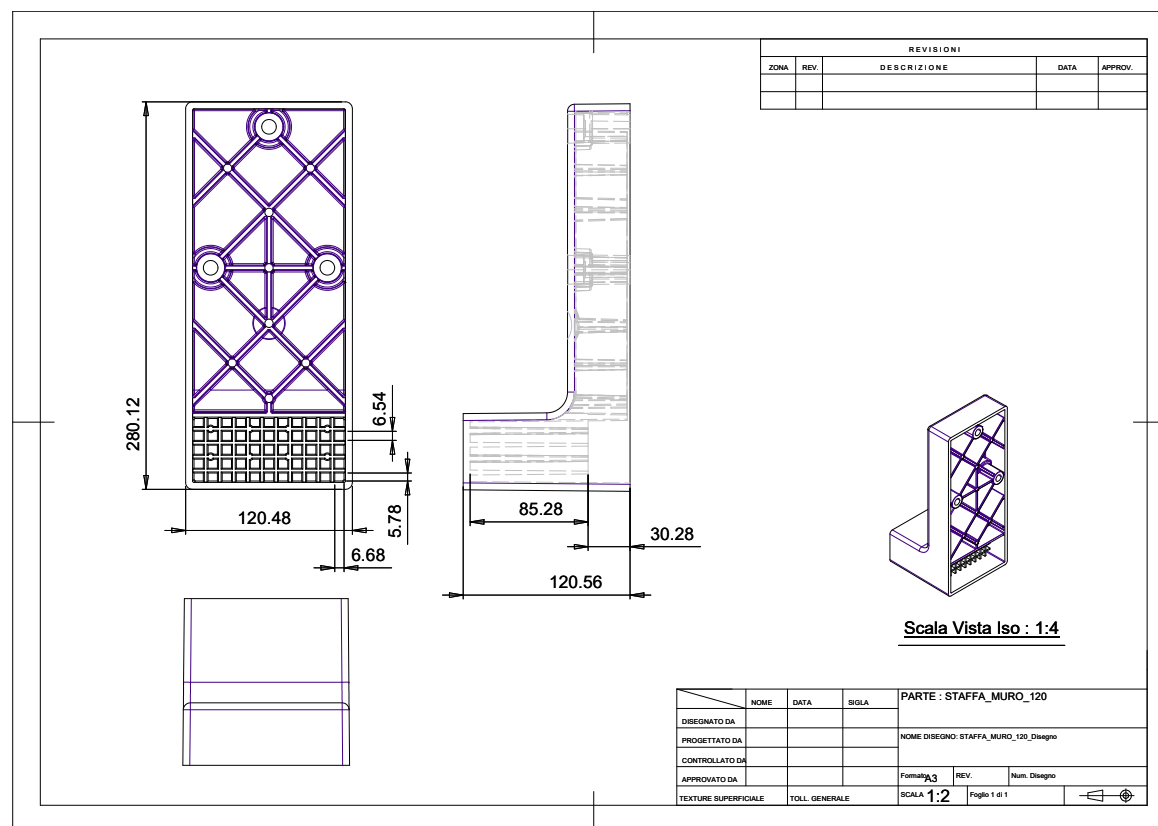 REVISIONI
ZONA REV. DESCRIZIONE DATA APPROV.
280.12
6.54
120.48
5.78
6.68
85.28
30.28
120.56
Scala Vista Iso : 1:4
NOME DATA SIGLA
PARTE : STAFFA_MURO_120
DISEGNATO DA
PROGETTATO DA
NOME DISEGNO: STAFFA_MURO_120_Disegno
CONTROLLATO DA
APPROVATO DA
Formato A3 REV. Num. Disegno
TEXTURE SUPERFICIALE TOLL. GENERALE
SCALA 1:2 Foglio 1 di 1